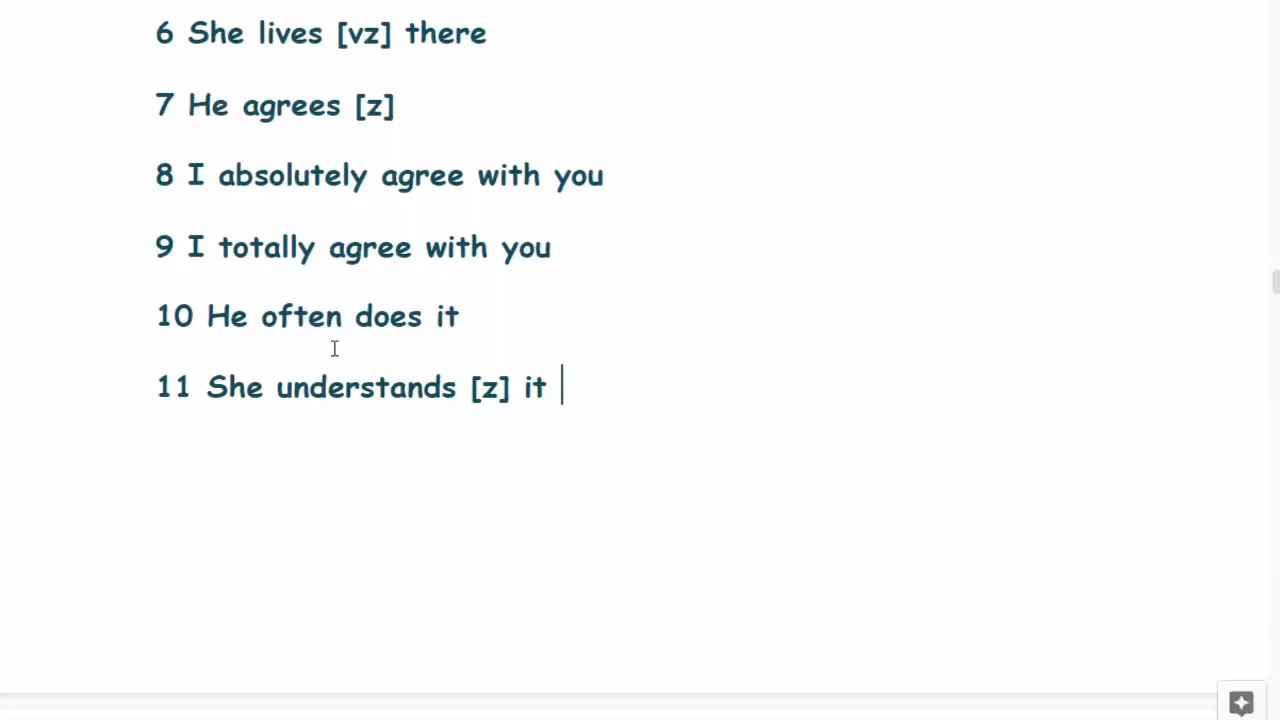 6 She lives [vz] there
7 He agrees [z]
8 I absolutely agree with you
9 I totally agree with you
10 He often does it
11 She understands [z] it